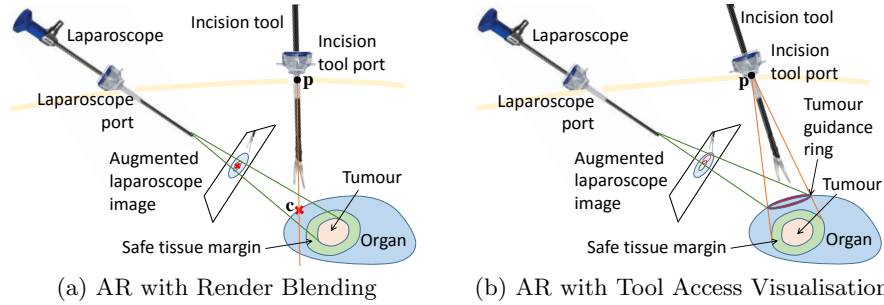 Incision tool
Laparoscope
Incision
tool port
p
Laparoscope
port
Augmented
laparoscope
image
Tumour
c
Safe tissue margin
Organ
(a) AR with Render Blending
Incision tool
Laparoscope
Incision
tool port
p
Laparoscope
port
Tumour
guidance
ring
Augmented
laparoscope
image
Tumour
Safe tissue margin
Organ
(b) AR with Tool Access Visualisation